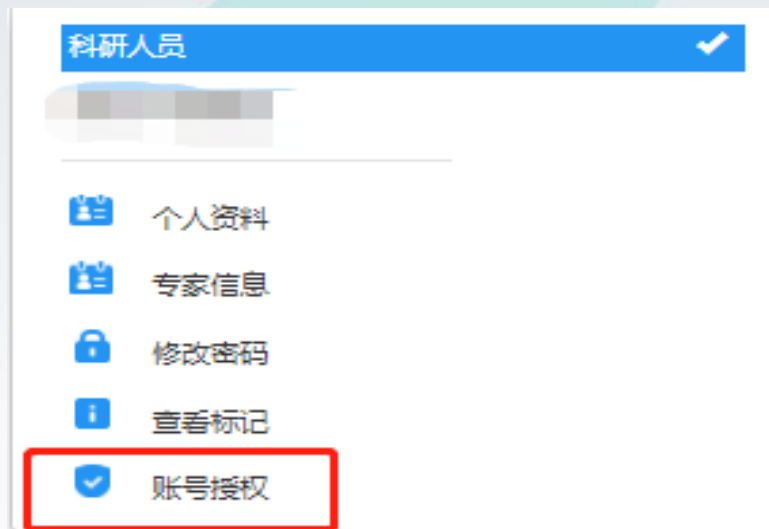 科研人员
个人资料
专家信息
修改密码
查看标记
账号授权